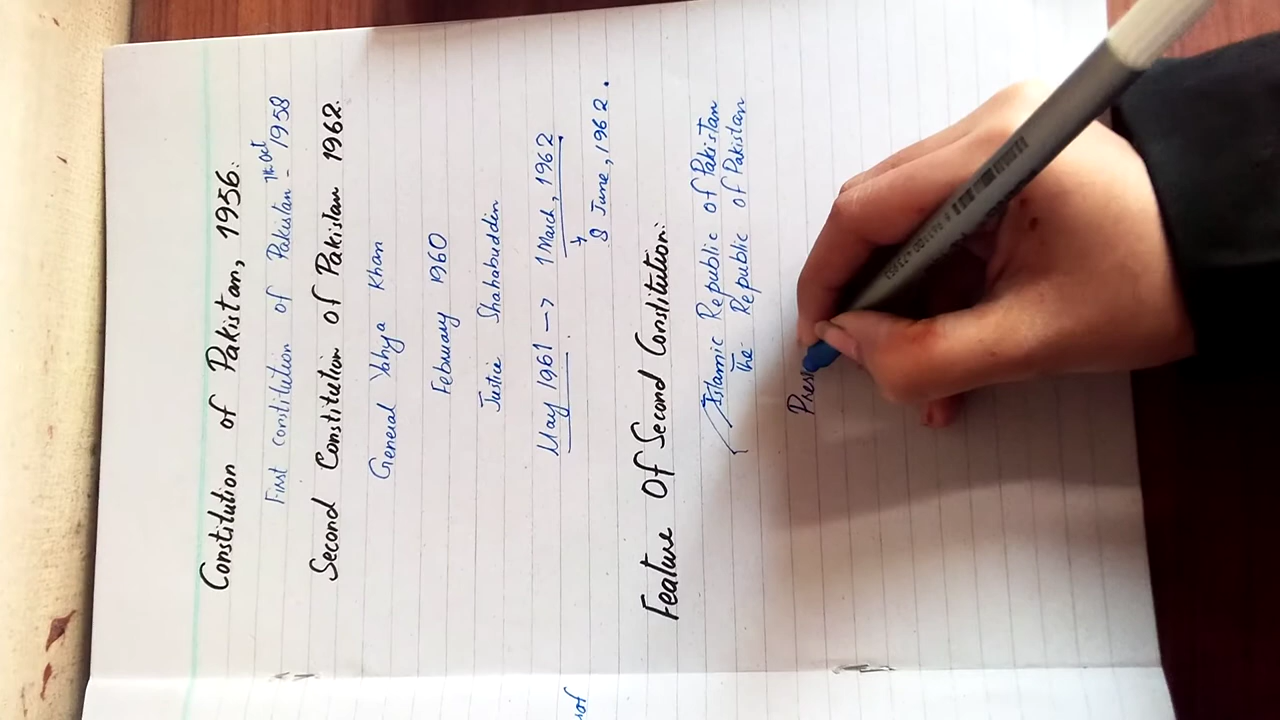 Constitution of Pakistan, 1956:
First constitution of Pakistan - 7th oct 1958
Second Constitution of Pakistan 1962.
General Yahya Khan
February 1960
Justice Shahabuddin
May 1961 → 1 March, 1962
8 June, 1962.
Feature Of Second Constitution:
Islamic Republic of Pakistan
The Republic of Pakistan
Presi
of